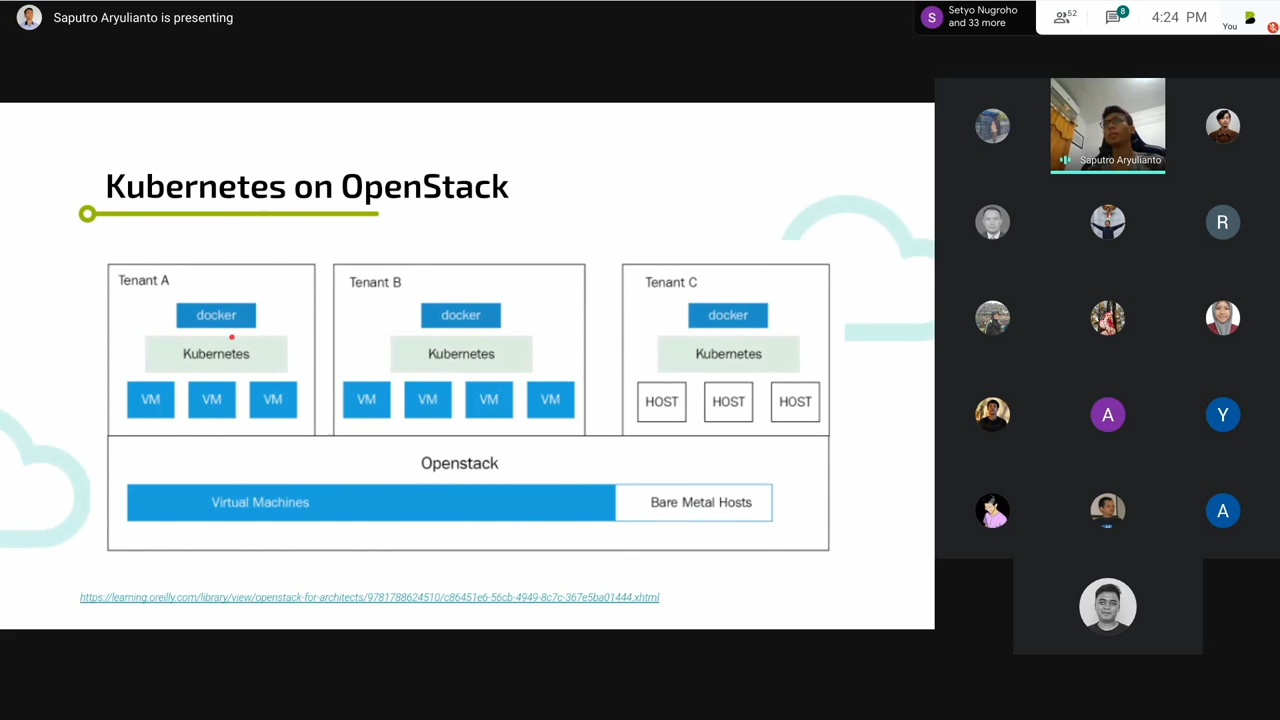 Saputro Aryulianto is presenting
S
Setyo Nugroho
and 33 more
52
8
4:24 PM
You
Kubernetes on OpenStack
Tenant A
docker
Kubernetes
VM VM VM
Tenant B
docker
Kubernetes
VM VM VM VM
Tenant C
docker
Kubernetes
HOST HOST HOST
Openstack
Virtual Machines
Bare Metal Hosts
https://learning.oreilly.com/library/view/openstack-for-architects/9781788624510/c86451e6-56cb-4949-8c7c-367e5ba01444.xhtml
Saputro Aryulianto
R
A
Y
A